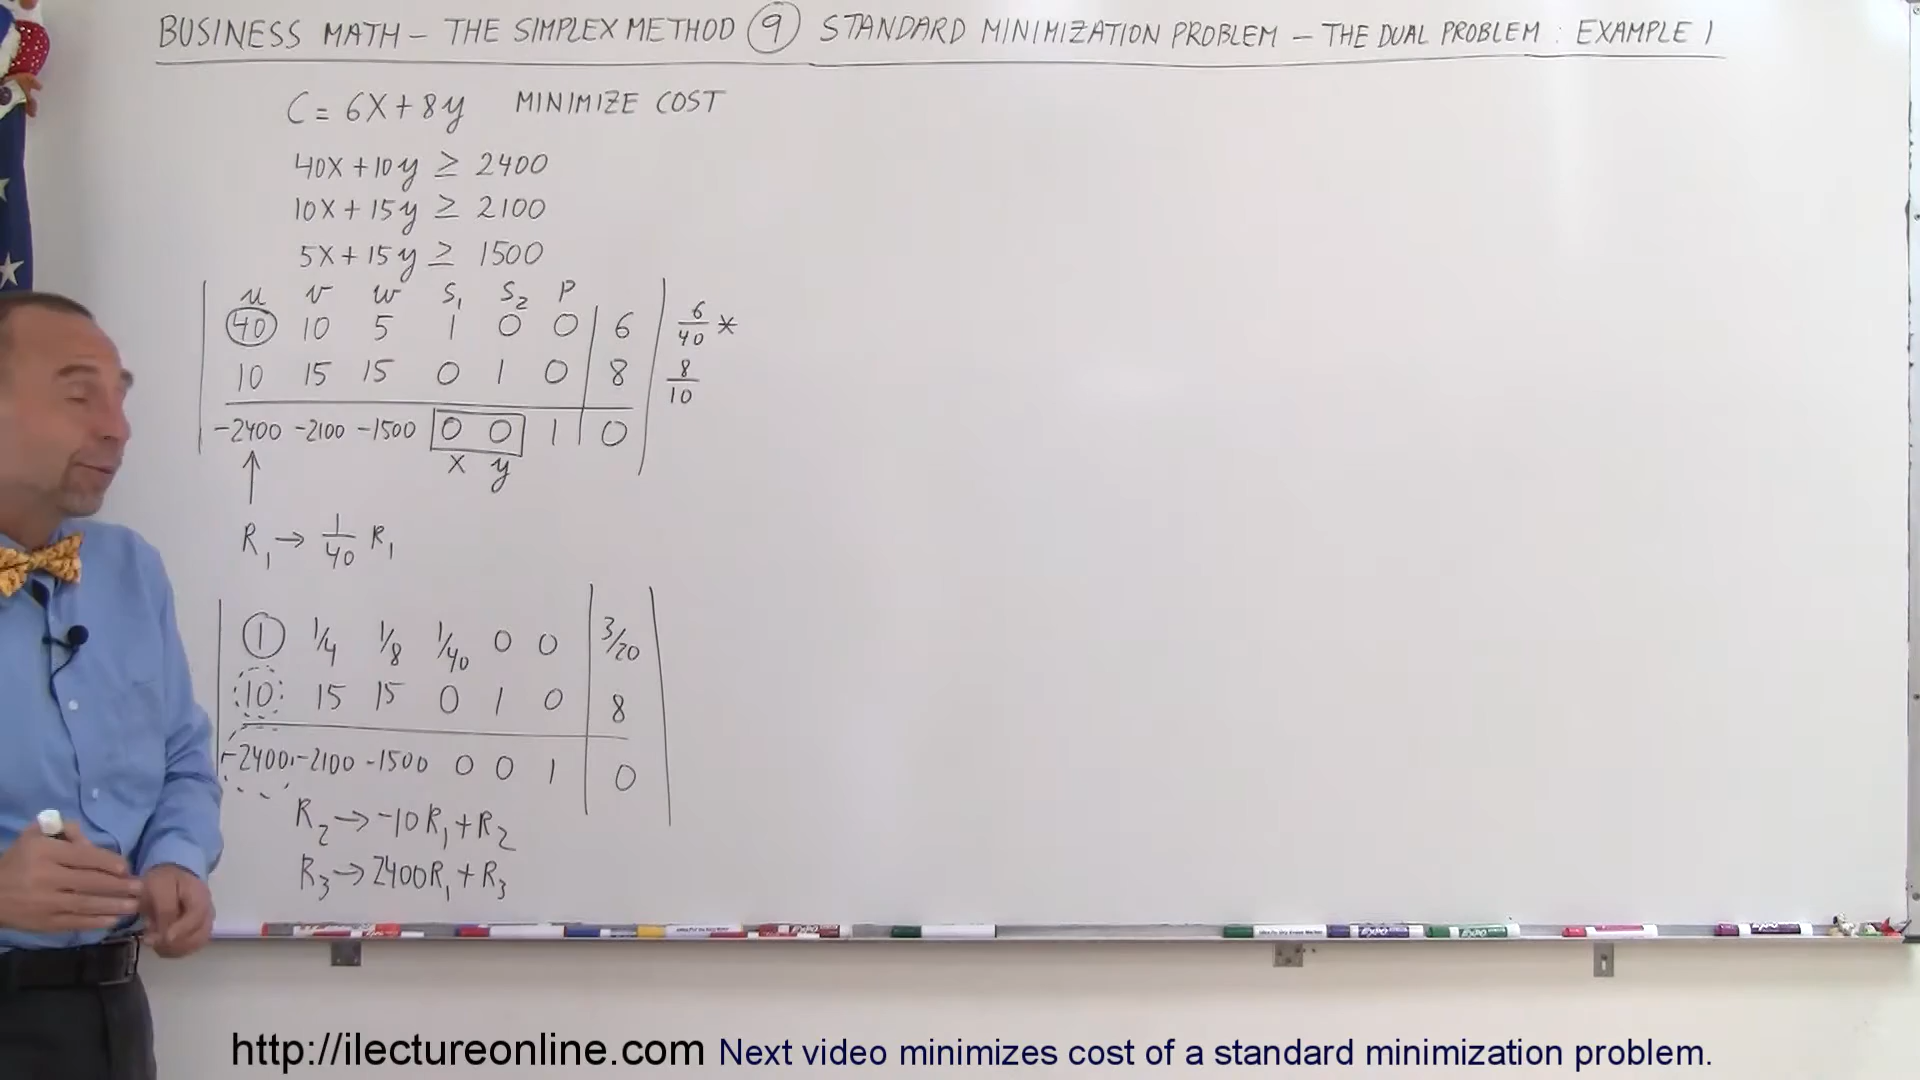 BUSINESS MATH – THE SIMPLEX METHOD 9 STANDARD MINIMIZATION PROBLEM – THE DUAL PROBLEM : EXAMPLE 1
C = 6X + 8y MINIMIZE COST
40X + 10y ≥ 2400
10X + 15y ≥ 2100
5X + 15y ≥ 1500
u v w S₁ S₂ P
40 10 5 1 0 0 6 6/40 *
10 15 15 0 1 0 8 8/10
-2400 -2100 -1500 0 0 1 0
x y
R₁ → 1/40 R₁
1 1/4 1/8 1/40 0 0 3/20
10 15 15 0 1 0 8
-2400 -2100 -1500 0 0 1 0
R₂ → -10R₁ + R₂
R₃ → 2400R₁ + R₃
http://ilectureonline.com Next video minimizes cost of a standard minimization problem.